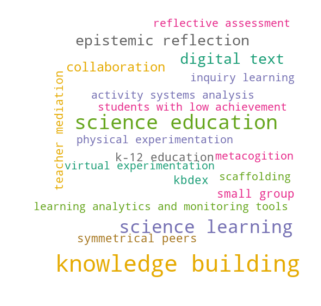 reflective assessment
epistemic reflection
digital text
collaboration
inquiry learning
activity systems analysis
students with low achievement
science education
physical experimentation
k-12 education
metacogition
virtual experimentation
scaffolding
kbdex
teacher mediation
small group
learning analytics and monitoring tools
science learning
symmetrical peers
knowledge building